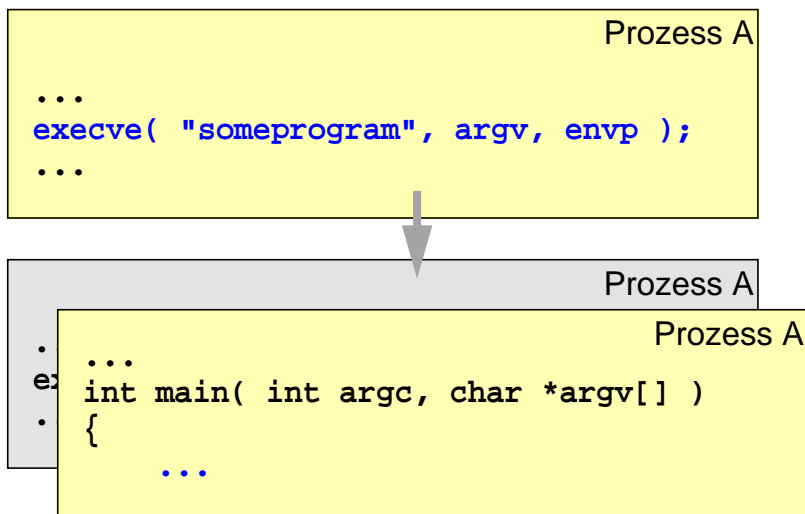 Prozess A
...
execve( "someprogram", argv, envp );
...
Prozess A
Prozess A
...
int main( int argc, char *argv[] )
{
...